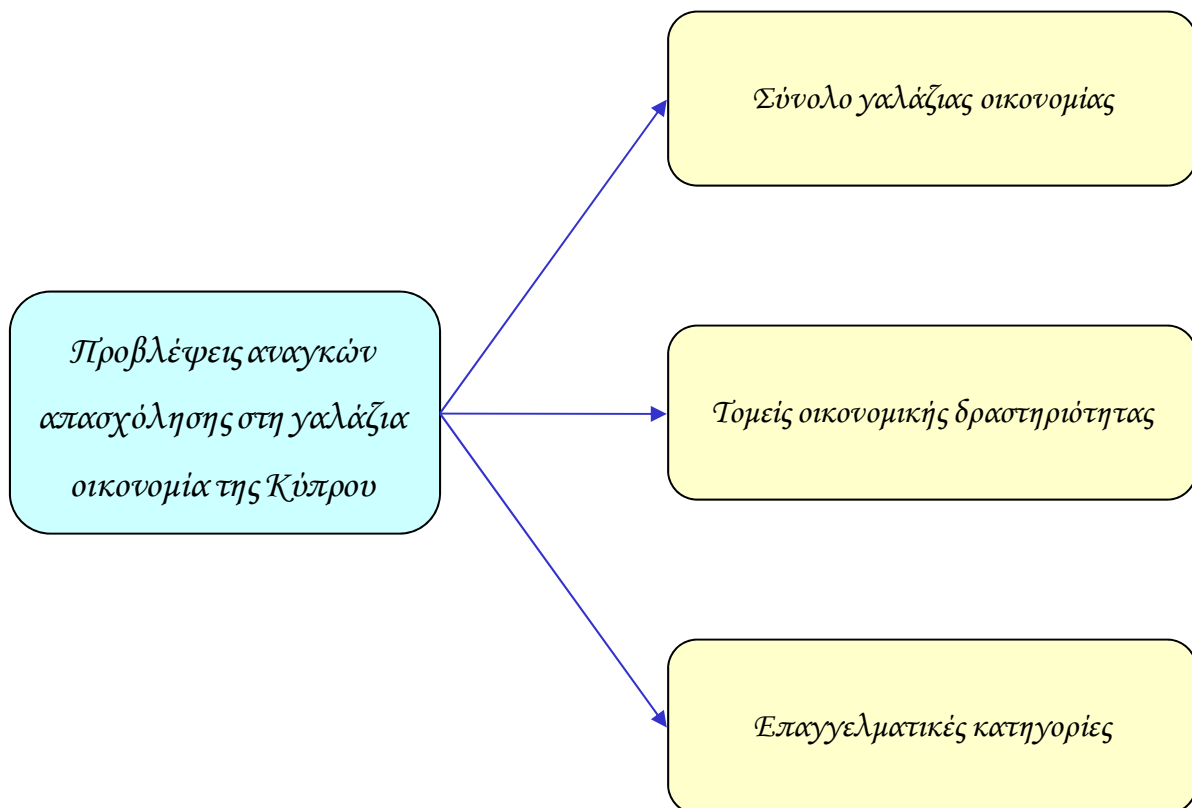 Σύνολο γαλάζιας οικονομίας
Προβλέψεις αναγκών
απασχόλησης στη γαλάζια
οικονομία της Κύπρου
Τομείς οικονομικής δραστηριότητας
Επαγγελματικές κατηγορίες